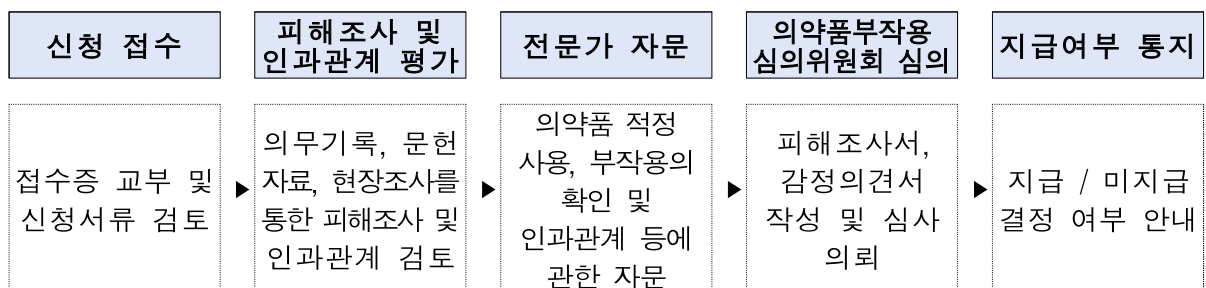 신청 접수
피해조사 및
인과관계 평가
전문가 자문
의약품부작용
심의위원회 심의
지급여부 통지
접수증 교부 및
신청서류 검토
의무기록, 문헌
자료, 현장조사를
통한 피해조사 및
인과관계 검토
의약품 적정
사용, 부작용의
확인 및
인과관계 등에
관한 자문
피해조사서,
감정의견서
작성 및 심사
의뢰
지급 / 미지급
결정 여부 안내